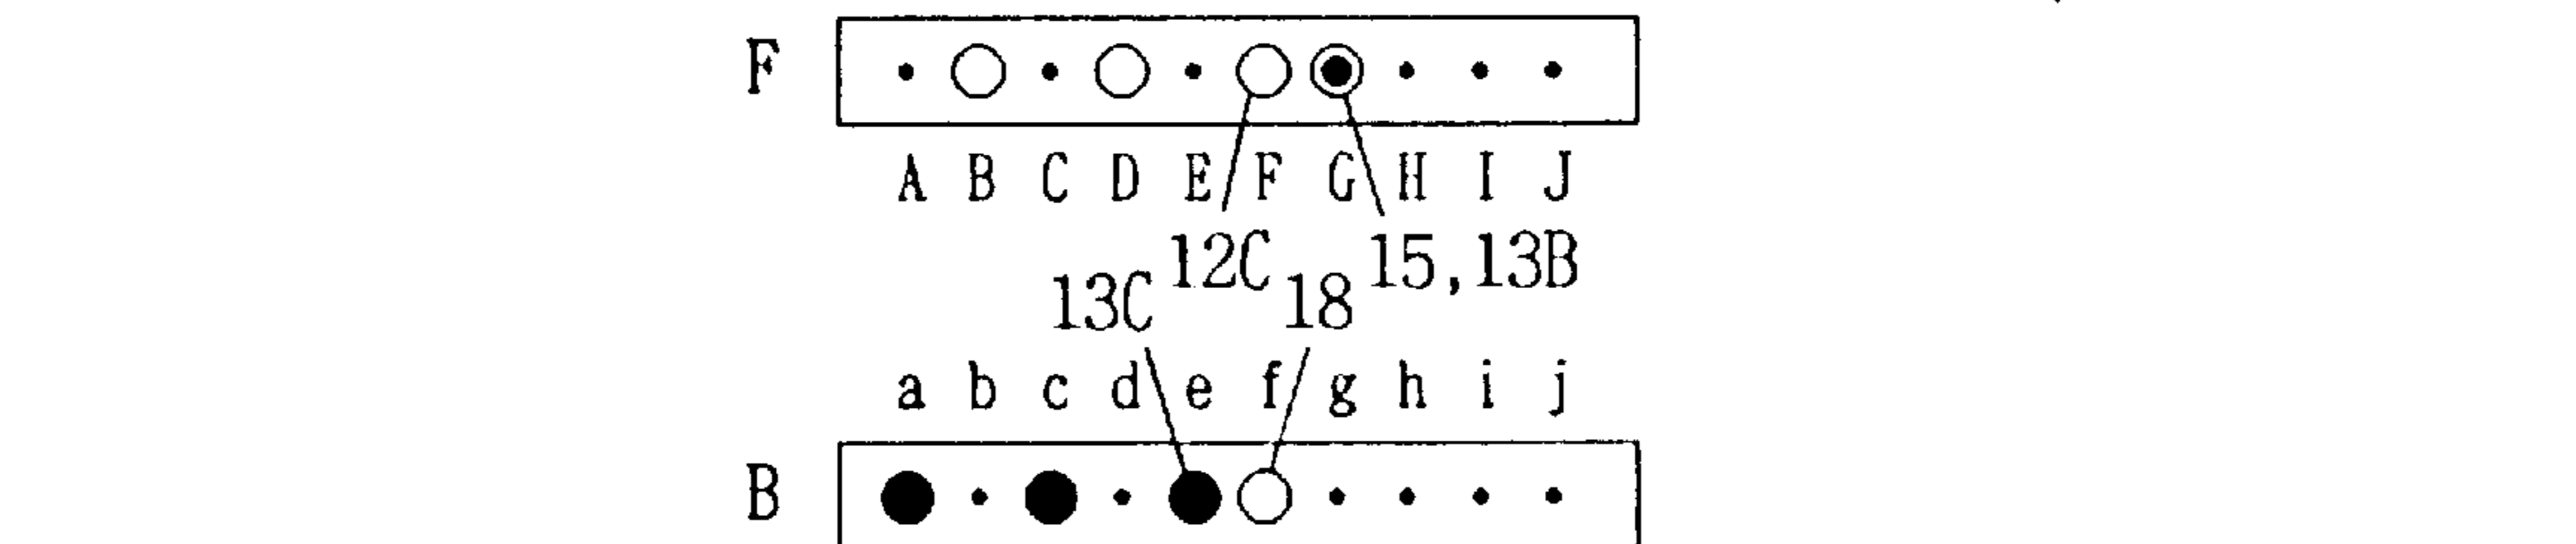 F
A B C D E F G H I J
12C 15,13B
13C 18
a b c d e f g h i j
B